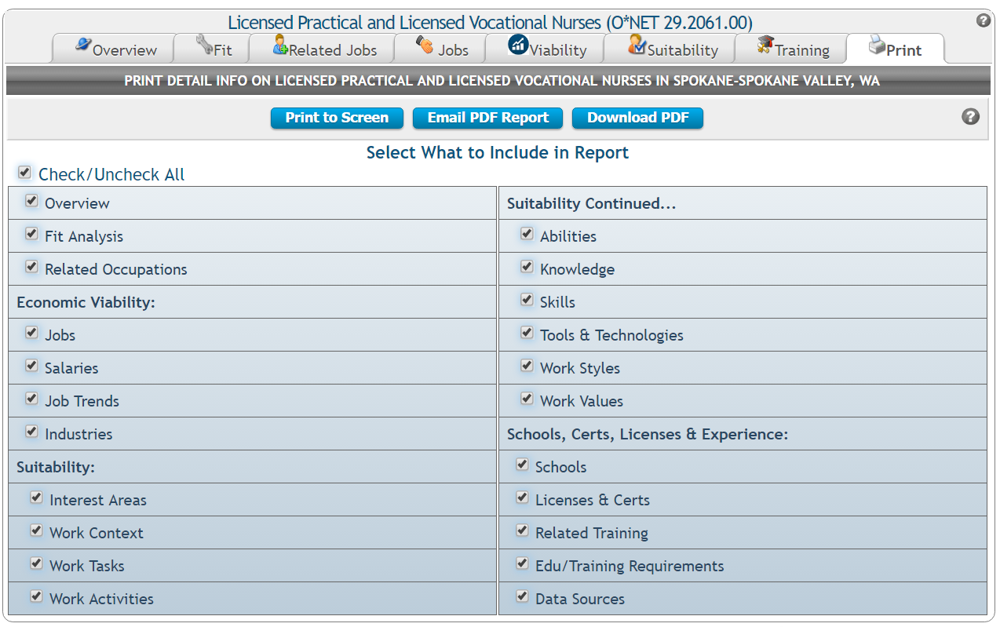 Licensed Practical and Licensed Vocational Nurses (O*NET 29.2061.00)
?
Overview
Fit
Related Jobs
Jobs
Viability
Suitability
Training
Print
PRINT DETAIL INFO ON LICENSED PRACTICAL AND LICENSED VOCATIONAL NURSES IN SPOKANE-SPOKANE VALLEY, WA
Print to Screen
Email PDF Report
Download PDF
?
Select What to Include in Report
Check/Uncheck All
Overview
Fit Analysis
Related Occupations
Economic Viability:
Jobs
Salaries
Job Trends
Industries
Suitability:
Interest Areas
Work Context
Work Tasks
Work Activities
Suitability Continued...
Abilities
Knowledge
Skills
Tools & Technologies
Work Styles
Work Values
Schools, Certs, Licenses & Experience:
Schools
Licenses & Certs
Related Training
Edu/Training Requirements
Data Sources